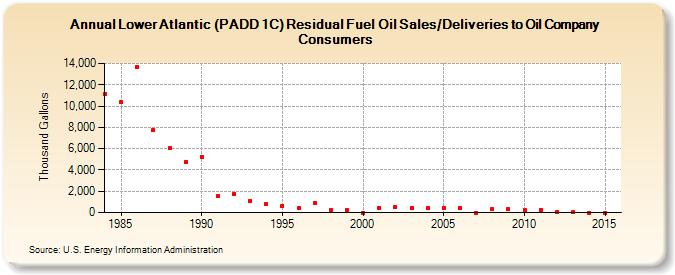 Annual Lower Atlantic (PADD 1C) Residual Fuel Oil Sales/Deliveries to Oil Company
Consumers
Thousand Gallons
14,000
12,000
10,000
8,000
6,000
4,000
2,000
0
1985 1990 1995 2000 2005 2010 2015
Source: U.S. Energy Information Administration